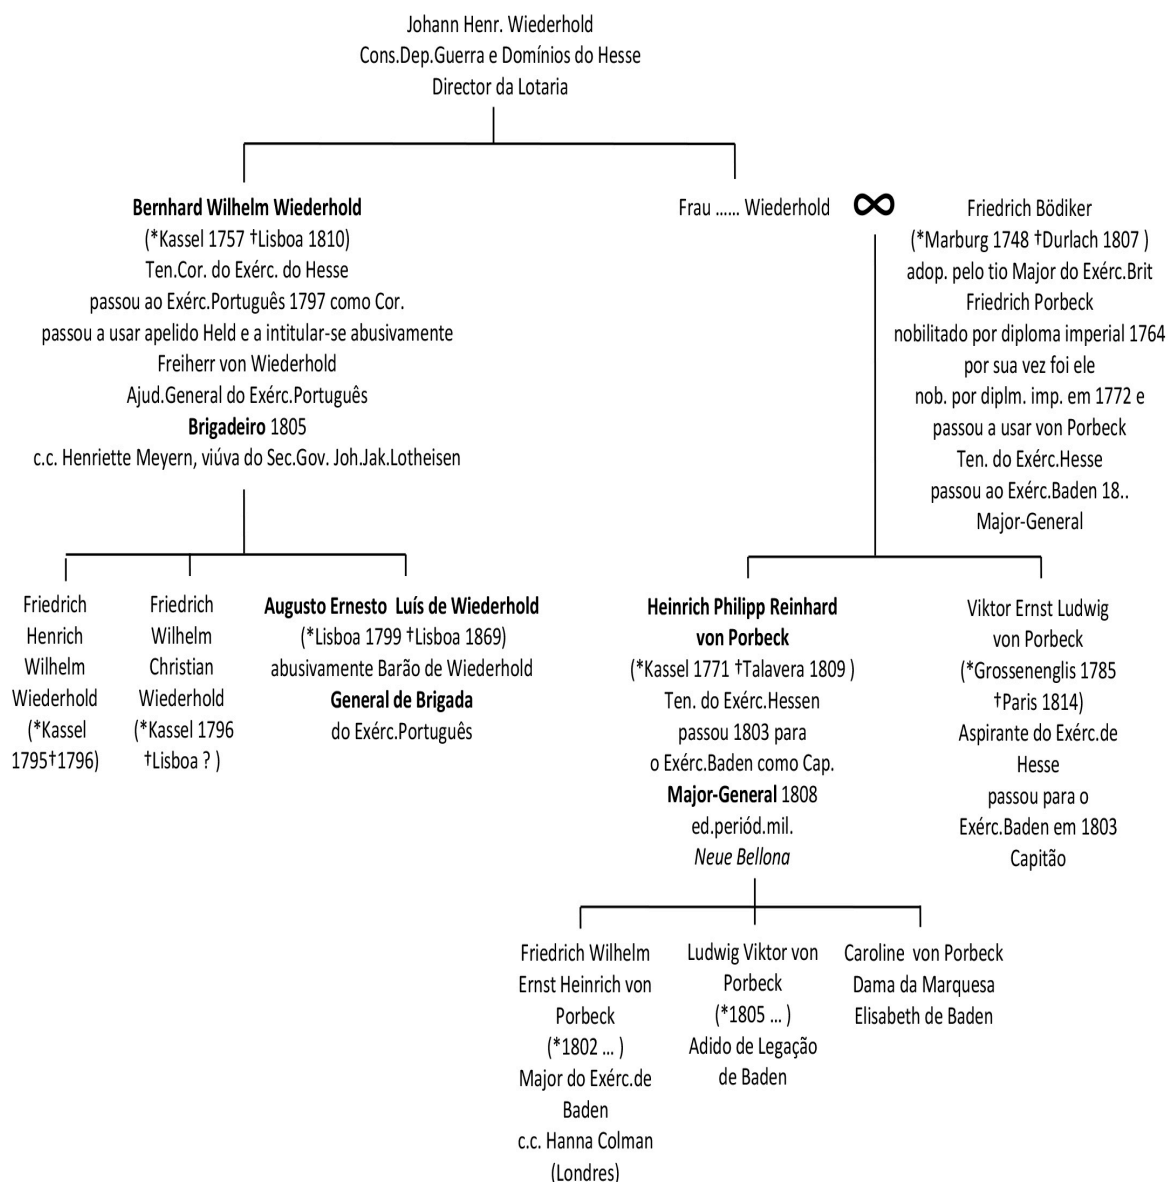 Johann Henr. Wiederhold
Cons.Dep.Guerra e Domínios do Hesse
Director da Lotaria
Bernhard Wilhelm Wiederhold
(*Kassel 1757 †Lisboa 1810)
Ten.Cor. do Exérc. do Hesse
passou ao Exérc.Português 1797 como Cor.
passou a usar apelido Held e a intitular-se abusivamente
Freiherr von Wiederhold
Ajud.General do Exérc.Português
Brigadeiro 1805
c.c. Henriette Meyern, viúva do Sec.Gov. Joh.Jak.Lotheisen
Frau ...... Wiederhold
Friedrich Bödiker
(*Marburg 1748 †Durlach 1807 )
adop. pelo tio Major do Exérc.Brit
Friedrich Porbeck
nobilitado por diploma imperial 1764
por sua vez foi ele
nob. por diplm. imp. em 1772 e
passou a usar von Porbeck
Ten. do Exérc.Hesse
passou ao Exérc.Baden 18..
Major-General
Friedrich
Henrich
Wilhelm
Wiederhold
(*Kassel
1795†1796)
Friedrich
Wilhelm
Christian
Wiederhold
(*Kassel 1796
†Lisboa ? )
Augusto Ernesto Luís de Wiederhold
(*Lisboa 1799 †Lisboa 1869)
abusivamente Barão de Wiederhold
General de Brigada
do Exérc.Português
Heinrich Philipp Reinhard
von Porbeck
(*Kassel 1771 †Talavera 1809 )
Ten. do Exérc.Hessen
passou 1803 para
o Exérc.Baden como Cap.
Major-General 1808
ed.periód.mil.
Neue Bellona
Viktor Ernst Ludwig
von Porbeck
(*Grossenenglis 1785
†Paris 1814)
Aspirante do Exérc.de
Hesse
passou para o
Exérc.Baden em 1803
Capitão
Friedrich Wilhelm
Ernst Heinrich von
Porbeck
(*1802 ... )
Major do Exérc.de
Baden
c.c. Hanna Colman
(Londres)
Ludwig Viktor von
Porbeck
(*1805 ... )
Adido de Legação
de Baden
Caroline von Porbeck
Dama da Marquesa
Elisabeth de Baden